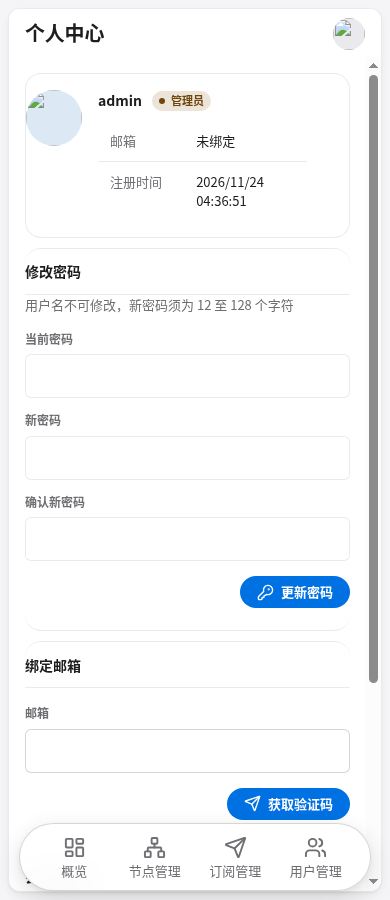 个人中心
admin 管理员
邮箱 未绑定
注册时间 2026/11/24
04:36:51
修改密码
用户名不可修改，新密码须为 12 至 128 个字符
当前密码
新密码
确认新密码
更新密码
绑定邮箱
邮箱
获取验证码
概览 节点管理 订阅管理 用户管理